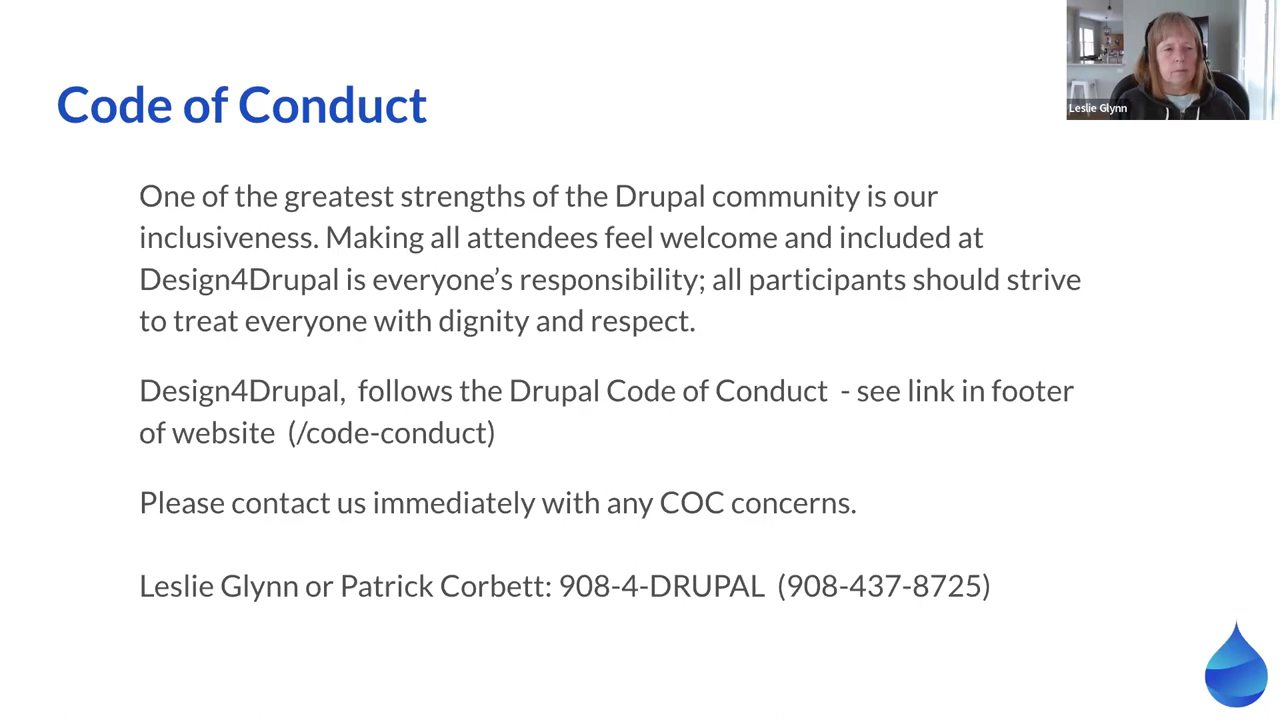 Code of Conduct
Leslie Glynn
One of the greatest strengths of the Drupal community is our
inclusiveness. Making all attendees feel welcome and included at
Design4Drupal is everyone’s responsibility; all participants should strive
to treat everyone with dignity and respect.
Design4Drupal,  follows the Drupal Code of Conduct  - see link in footer
of website  (/code-conduct)
Please contact us immediately with any COC concerns.
Leslie Glynn or Patrick Corbett: 908-4-DRUPAL  (908-437-8725)